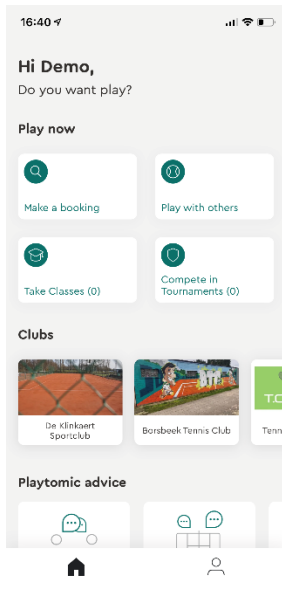 16:40
Hi Demo,
Do you want play?
Play now
Make a booking
Play with others
Take Classes (0)
Compete in
Tournaments (0)
Clubs
T.C
De Klinkaert
Sportclub
Borsbeek Tennis Club
Tenn
Playtomic advice